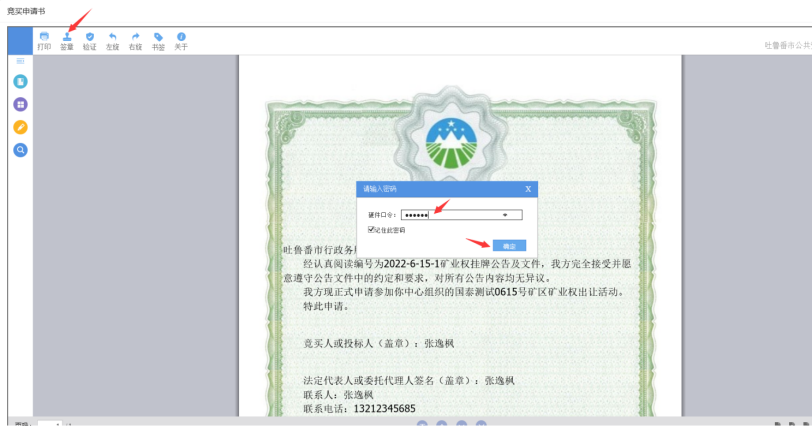 竞买申请书
打印 签章 验证 左旋 右旋 书签 关于
吐鲁番市公共
请输入密码 X
硬件口令: ●●●●●●
记住此密码
确定
吐鲁番市行政务
经认真阅读编号为2022-6-15-1矿业权挂牌公告及文件，我方完全接受并愿
意遵守公告文件中的约定和要求，对所有公告内容均无异议。
我方现正式申请参加你中心组织的国泰测试0615号矿区矿业权出让活动。
特此申请。
竞买人或投标人（盖章）：张逸枫
法定代表人或委托代理人签名（盖章）：张逸枫
联系人：张逸枫
联系电话：13212345685